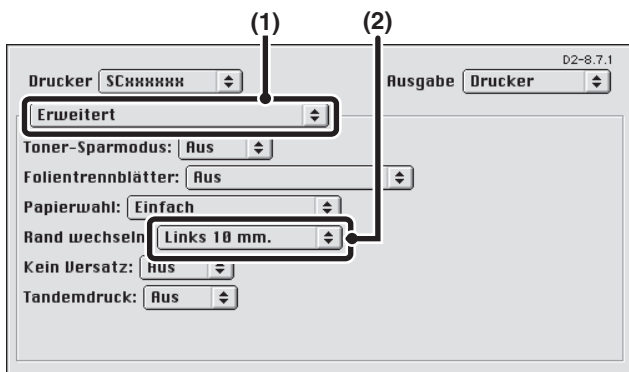 (1) (2)
D2-8.7.1
Drucker SCxxxxxx Ausgabe Drucker
Erweitert
Toner-Sparmodus: Aus
Folientrennblätter: Aus
Papierwahl: Einfach
Rand wechseln Links 10 mm.
Kein Versatz: Aus
Tandemdruck: Aus